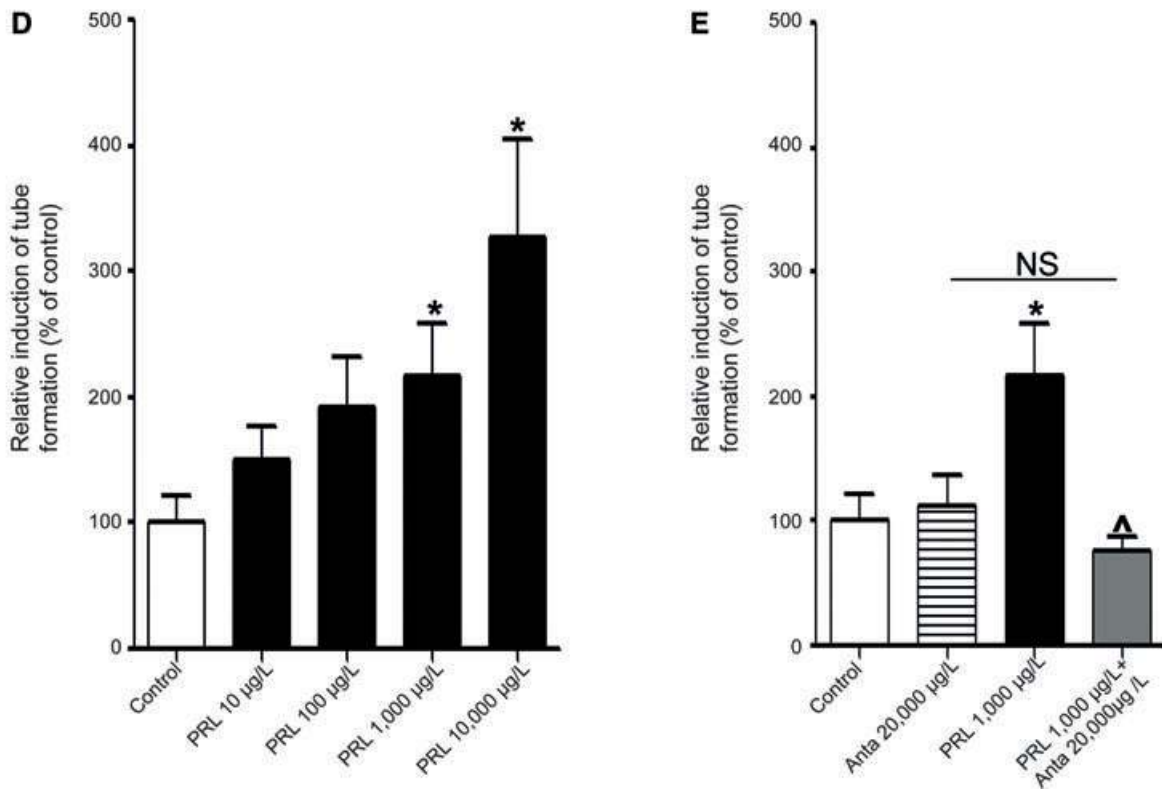 D
Relative induction of tube
formation (% of control)
500
400
300
200
100
0
*
*
Control
PRL 10 µg/L
PRL 100 µg/L
PRL 1,000 µg/L
PRL 10,000 µg/L
E
Relative induction of tube
formation (% of control)
500
400
300
200
100
0
NS
*
^
Control
Anta 20,000 µg/L
PRL 1,000 µg/L
PRL 1,000 µg/L+
Anta 20,000µg /L